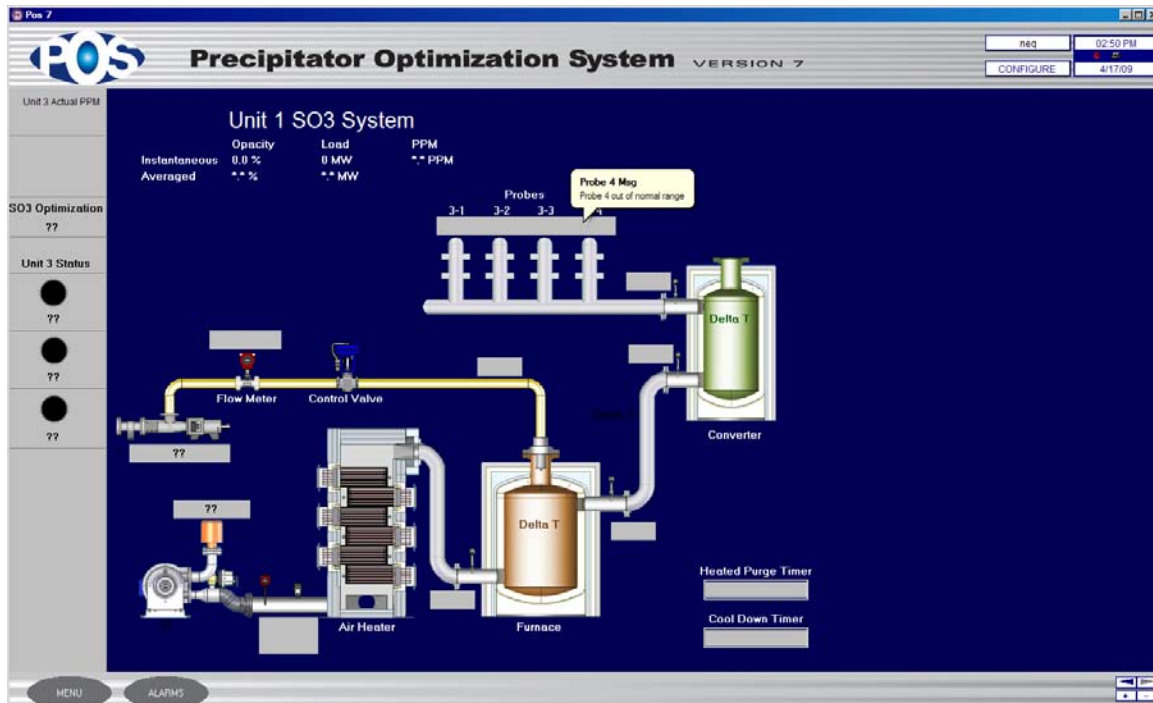 Pos 7
POS
Precipitator Optimization System VERSION 7
neq
02:50 PM
CONFIGURE
4/17/09
Unit 3 Actual PPM
Unit 1 SO3 System
Opacity Load PPM
Instantaneous 0.0 % 0 MW *.* PPM
Averaged *.* % *.* MW
Probe 4 Msg
Probe 4 out of normal range
Probes
3-1 3-2 3-3 4
SO3 Optimization
??
Unit 3 Status
??
??
??
Delta T
Flow Meter
Control Valve
Converter
??
??
Delta T
Heated Purge Timer
Air Heater
Furnace
Cool Down Timer
MENU
ALARMS